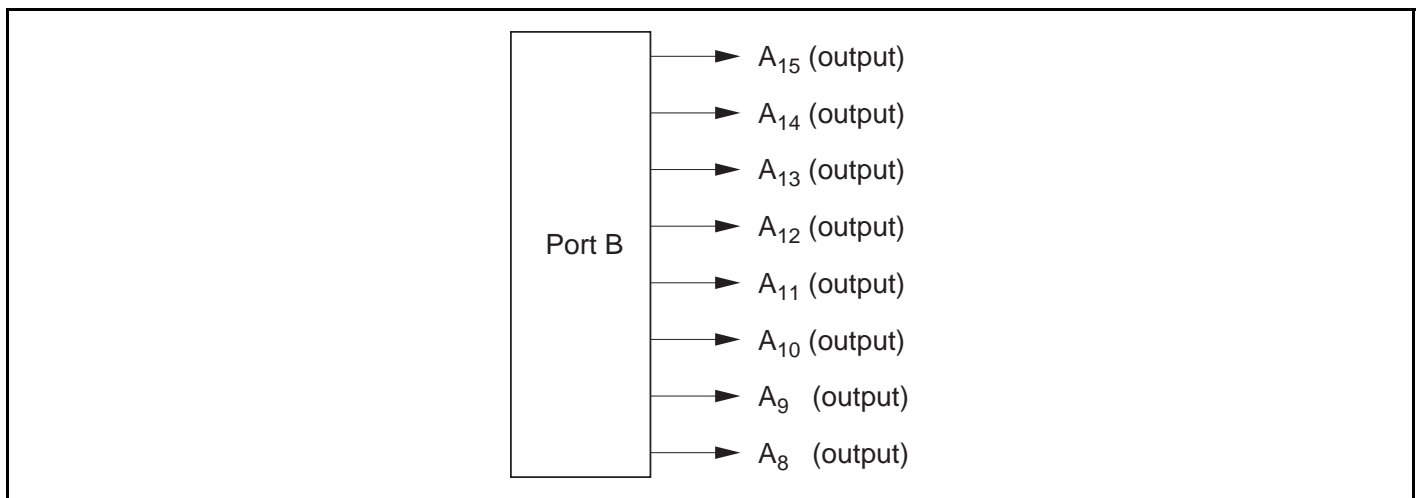 A15 (output)
A14 (output)
A13 (output)
A12 (output)
Port B
A11 (output)
A10 (output)
A9 (output)
A8 (output)